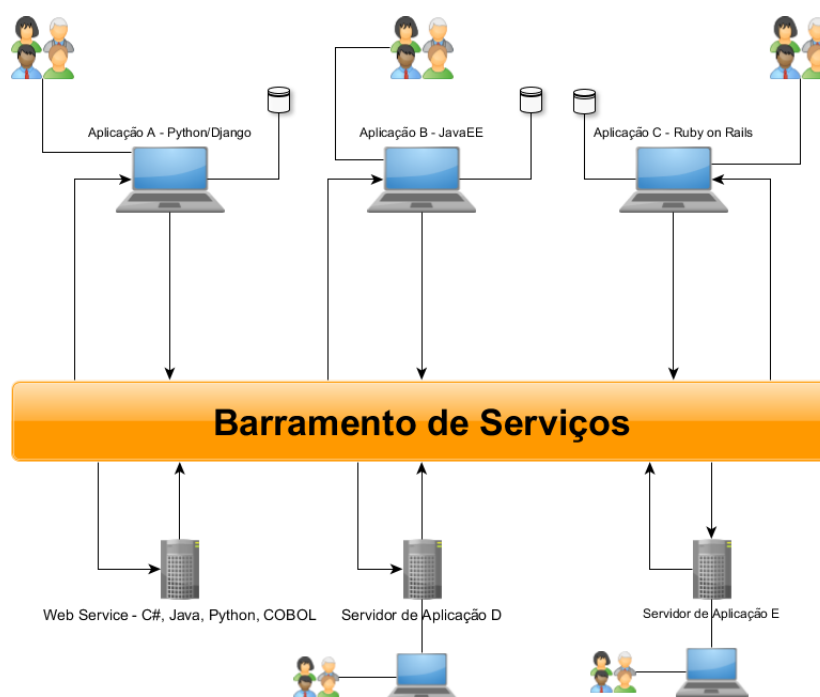 Aplicação A - Python/Django
Aplicação B - JavaEE
Aplicação C - Ruby on Rails
Barramento de Serviços
Web Service - C#, Java, Python, COBOL
Servidor de Aplicação D
Servidor de Aplicação E